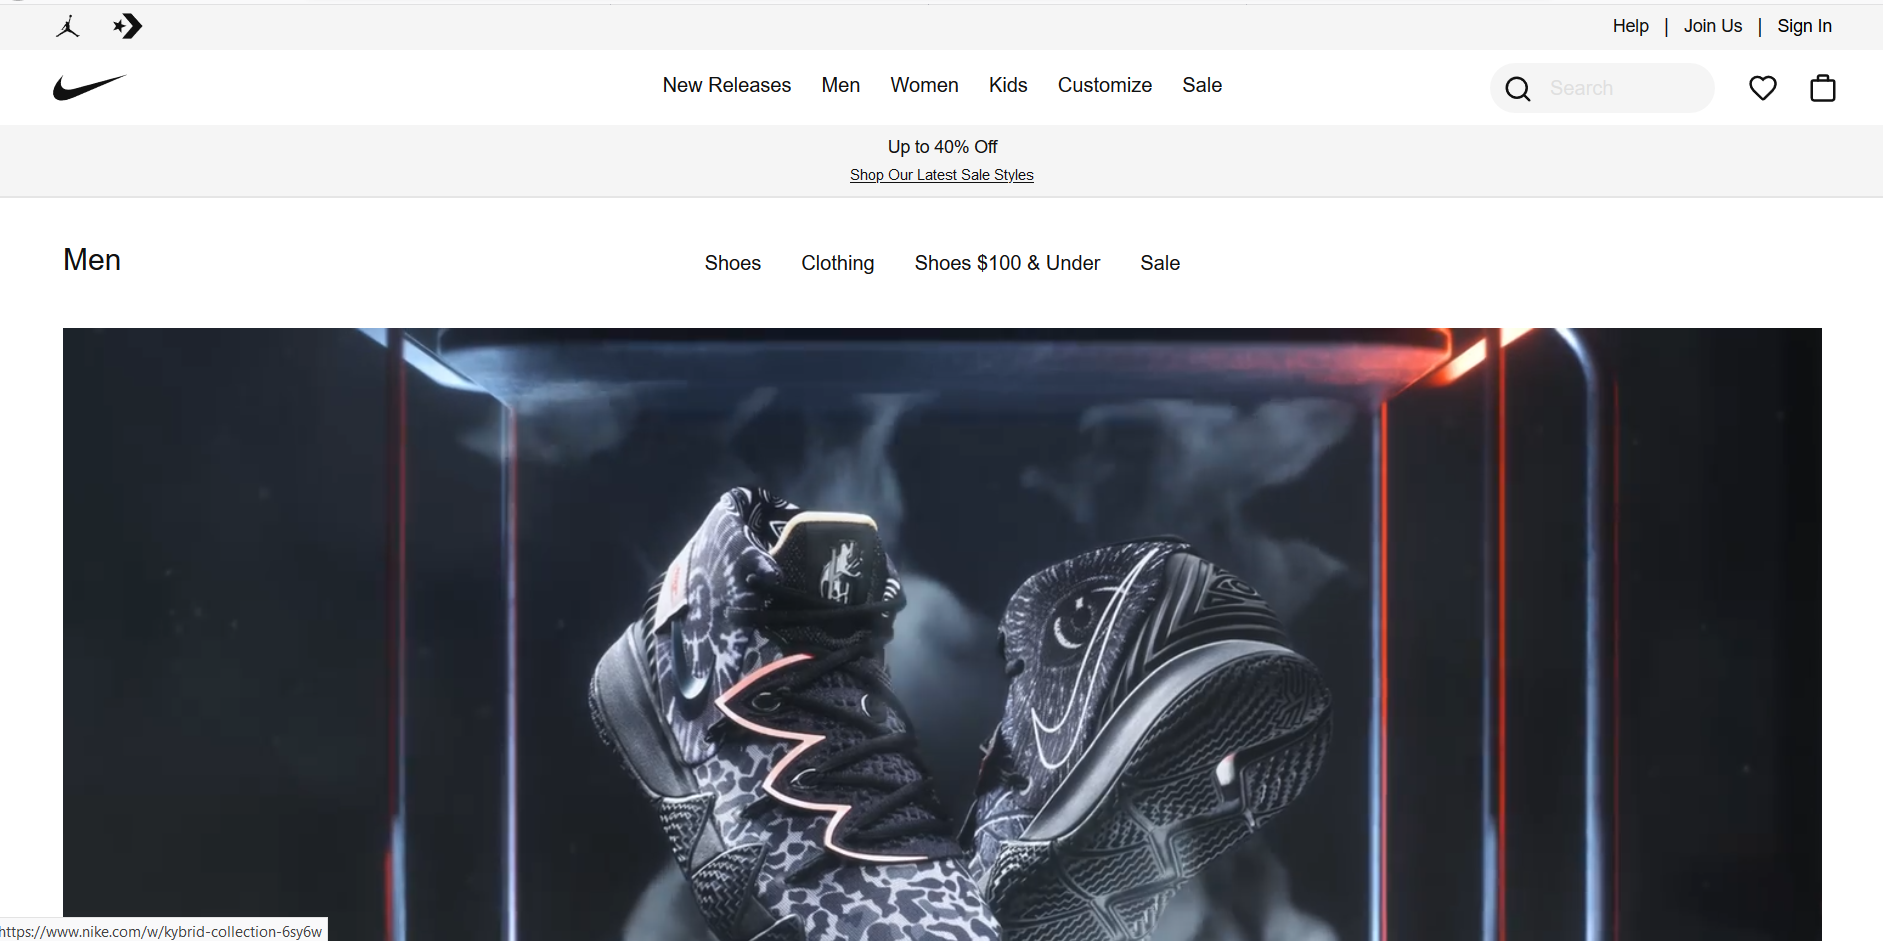 Help | Join Us | Sign In
New Releases Men Women Kids Customize Sale
Search
Up to 40% Off
Shop Our Latest Sale Styles
Men
Shoes Clothing Shoes $100 & Under Sale
https://www.nike.com/w/kybrid-collection-6sy6w